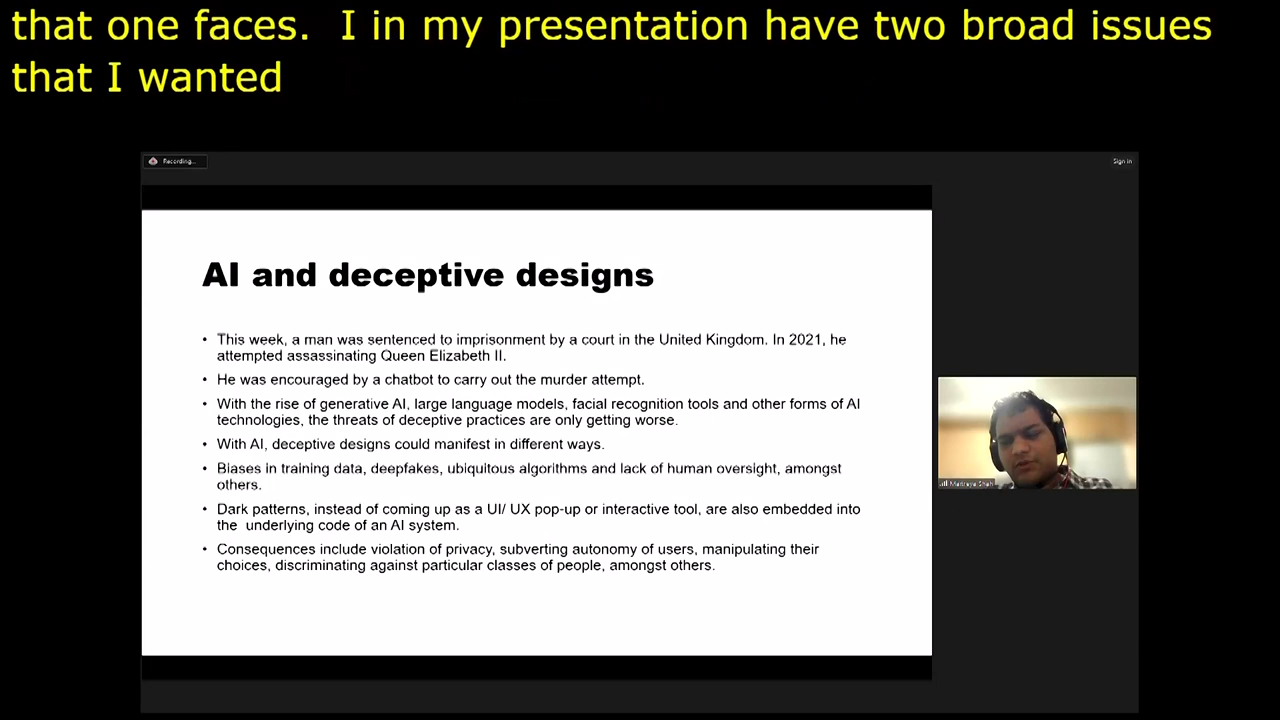 that one faces.  I in my presentation have two broad issues
that I wanted
Recording...
Sign in
AI and deceptive designs
• This week, a man was sentenced to imprisonment by a court in the United Kingdom. In 2021, he
attempted assassinating Queen Elizabeth II.
• He was encouraged by a chatbot to carry out the murder attempt.
• With the rise of generative AI, large language models, facial recognition tools and other forms of AI
technologies, the threats of deceptive practices are only getting worse.
• With AI, deceptive designs could manifest in different ways.
• Biases in training data, deepfakes, ubiquitous algorithms and lack of human oversight, amongst
others.
• Dark patterns, instead of coming up as a UI/ UX pop-up or interactive tool, are also embedded into
the  underlying code of an AI system.
• Consequences include violation of privacy, subverting autonomy of users, manipulating their
choices, discriminating against particular classes of people, amongst others.
Shah